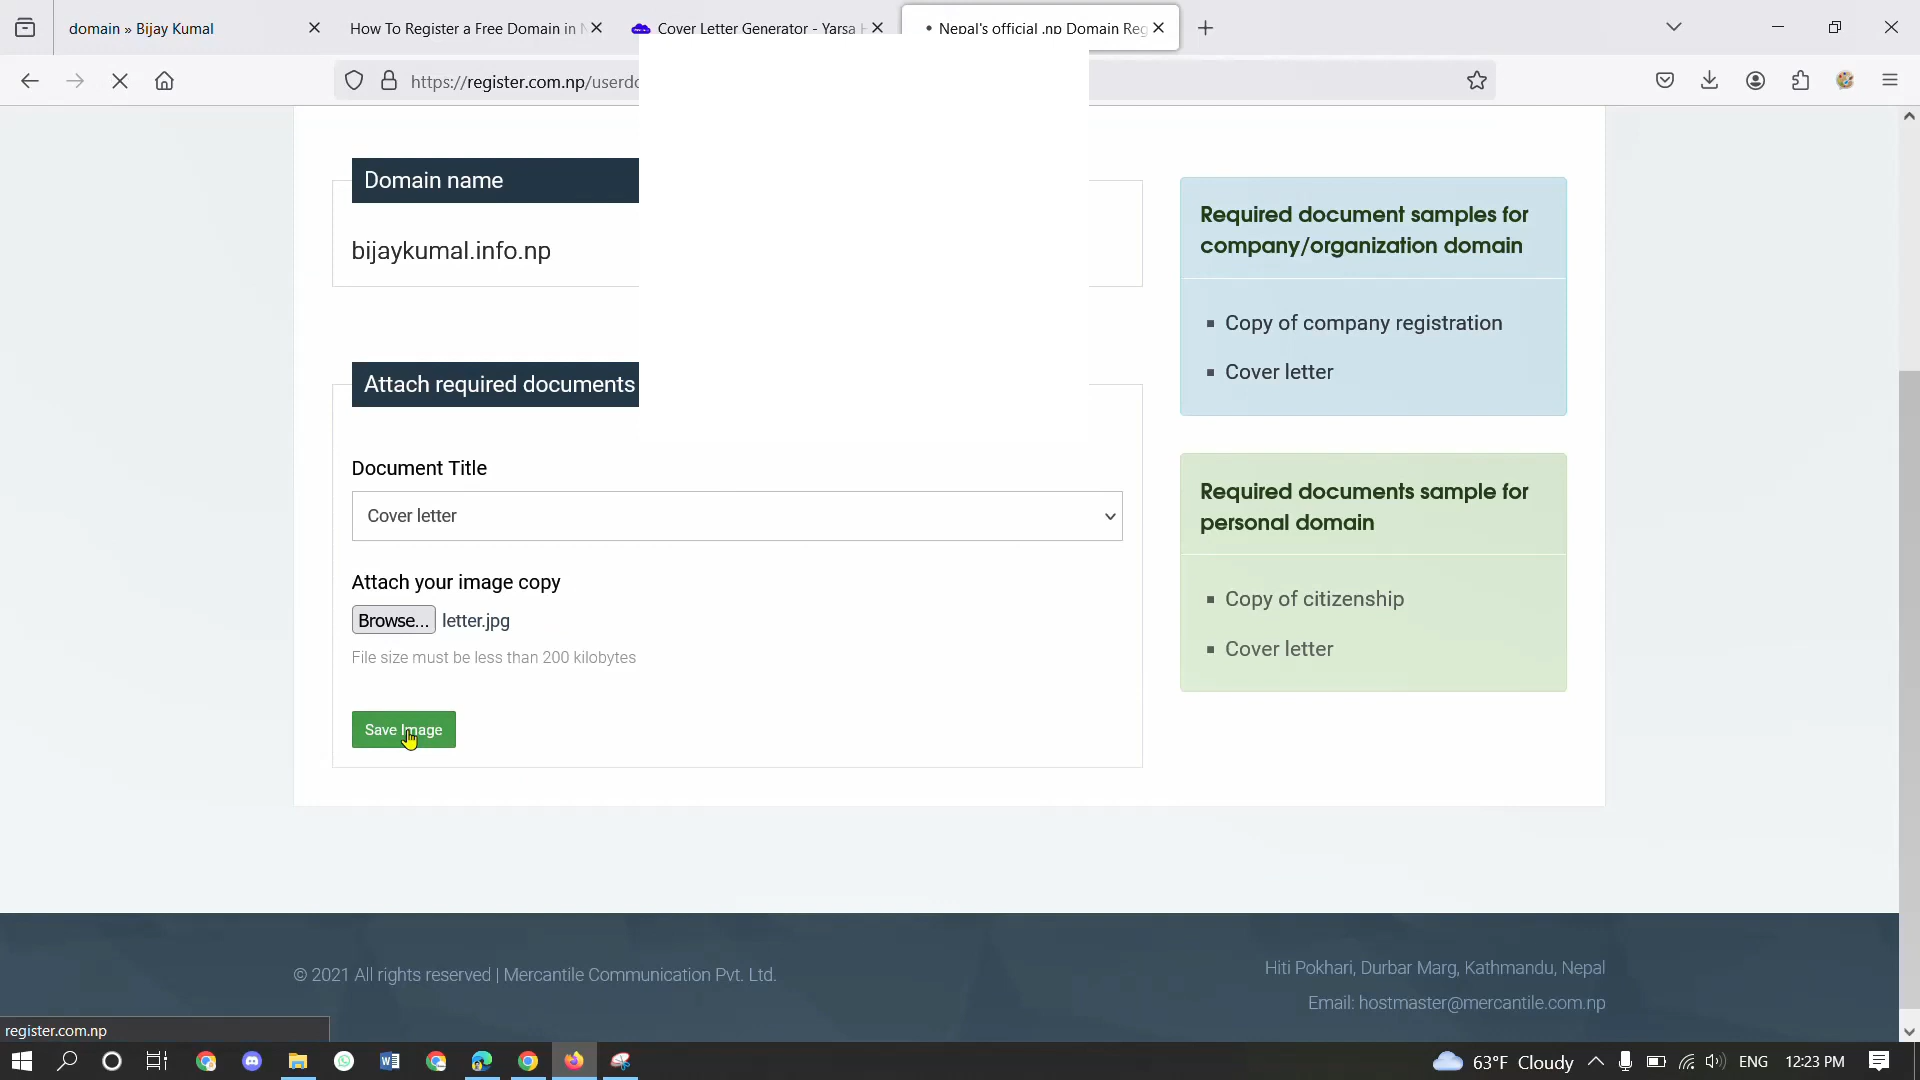 domain » Bijay Kumal
How To Register a Free Domain in
Cover Letter Generator - Yarsa
Nepal's official .np Domain Reg
https://register.com.np/userdo
Domain name
bijaykumal.info.np
Attach required documents
Document Title
Cover letter
Attach your image copy
Browse... letter.jpg
File size must be less than 200 kilobytes
Save Image
Required document samples for
company/organization domain
▪ Copy of company registration
▪ Cover letter
Required documents sample for
personal domain
▪ Copy of citizenship
▪ Cover letter
© 2021 All rights reserved | Mercantile Communication Pvt. Ltd.
Hiti Pokhari, Durbar Marg, Kathmandu, Nepal
Email: hostmaster@mercantile.com.np
register.com.np
63°F Cloudy
ENG
12:23 PM